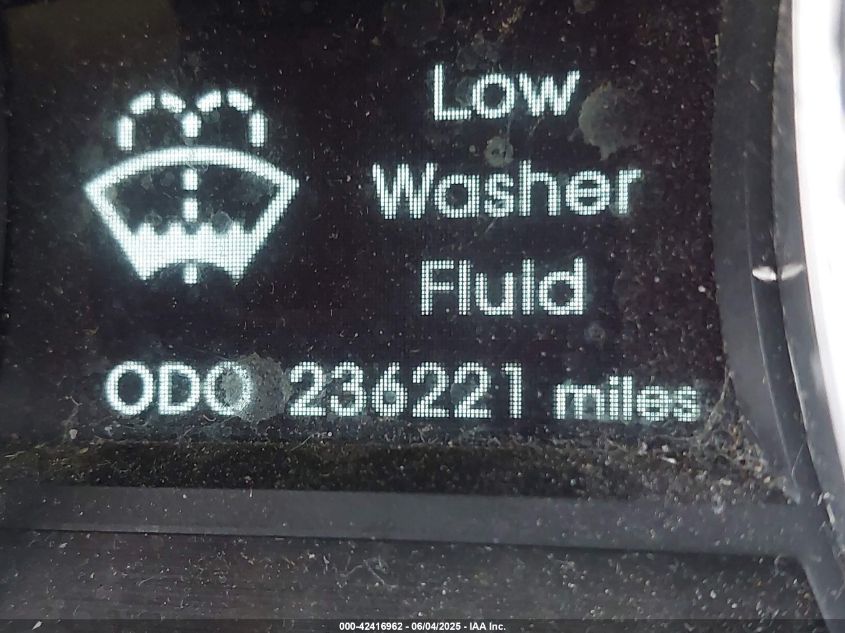 Low
Washer
Fluid
ODO 236221 miles
000-42416962 - 06/04/2025 - IAA Inc.